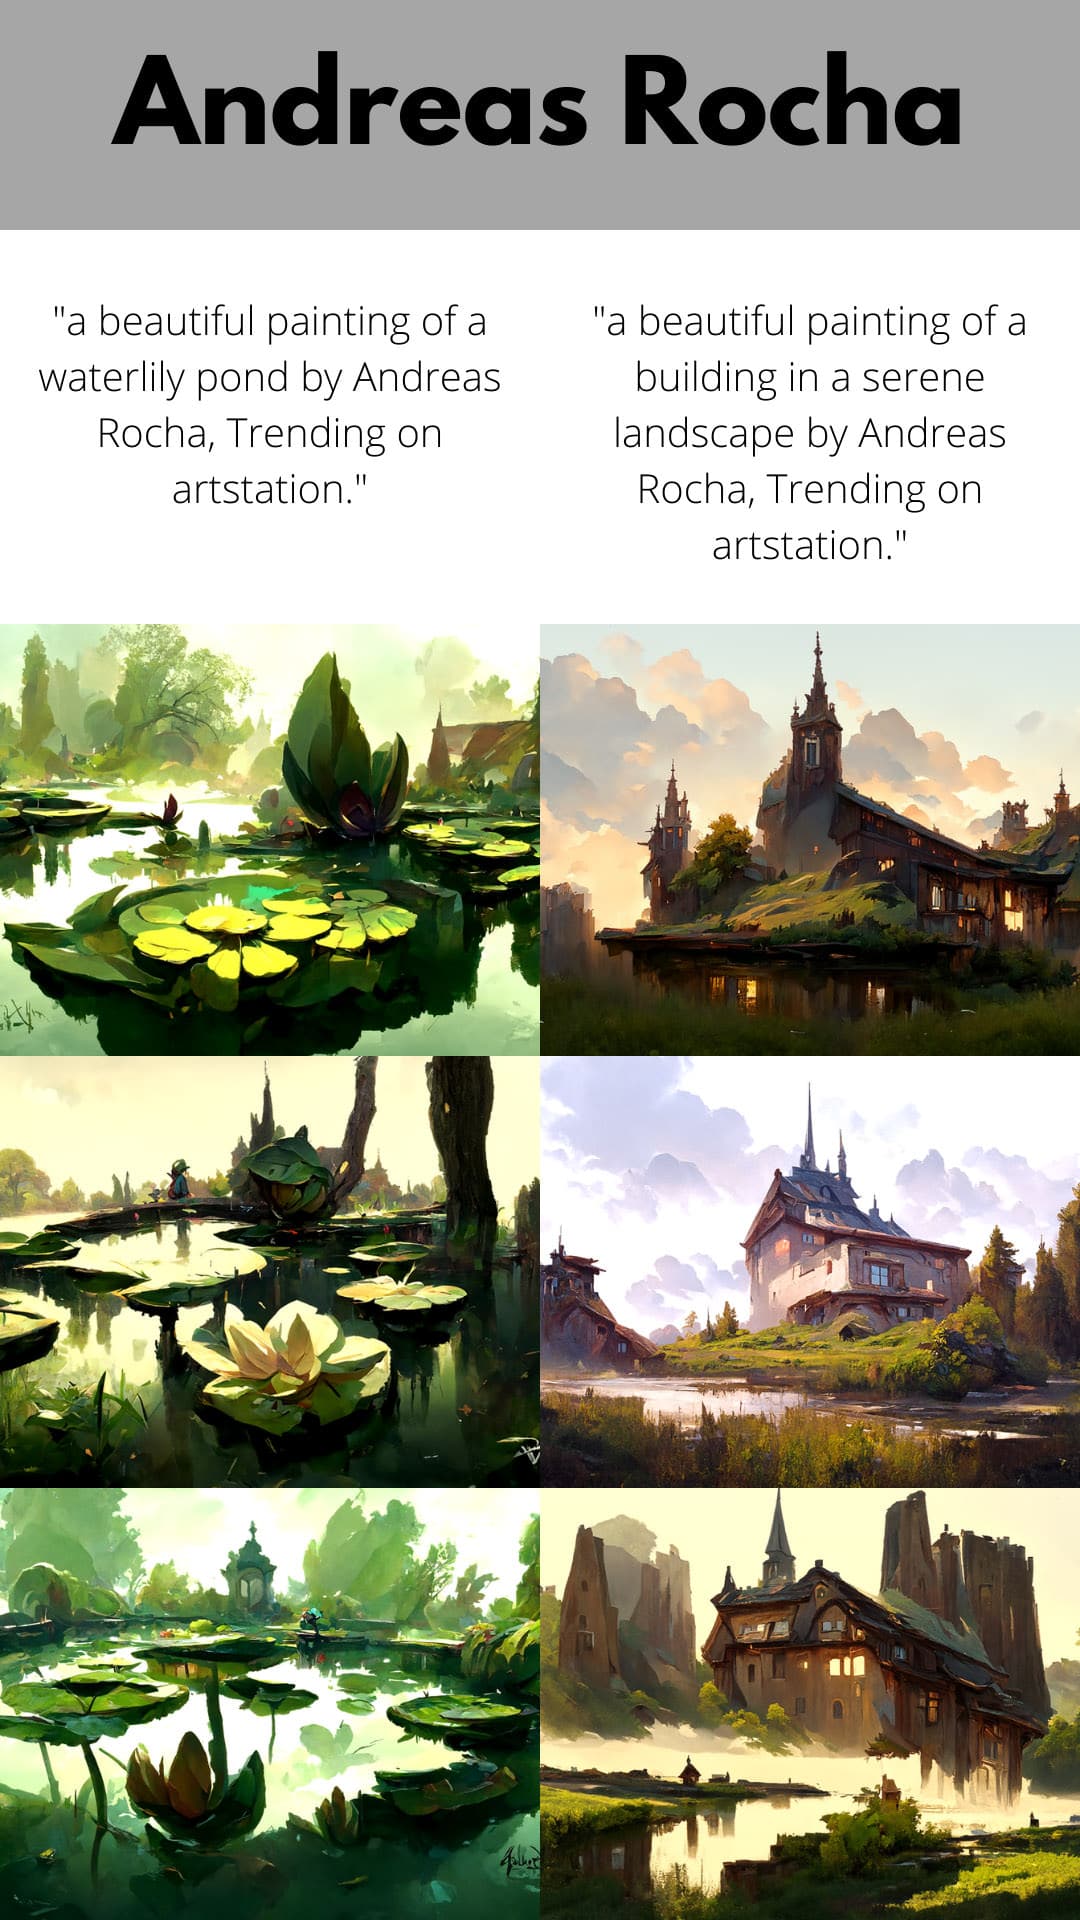 Andreas Rocha
"a beautiful painting of a
waterlily pond by Andreas
Rocha, Trending on
artstation."
"a beautiful painting of a
building in a serene
landscape by Andreas
Rocha, Trending on
artstation."